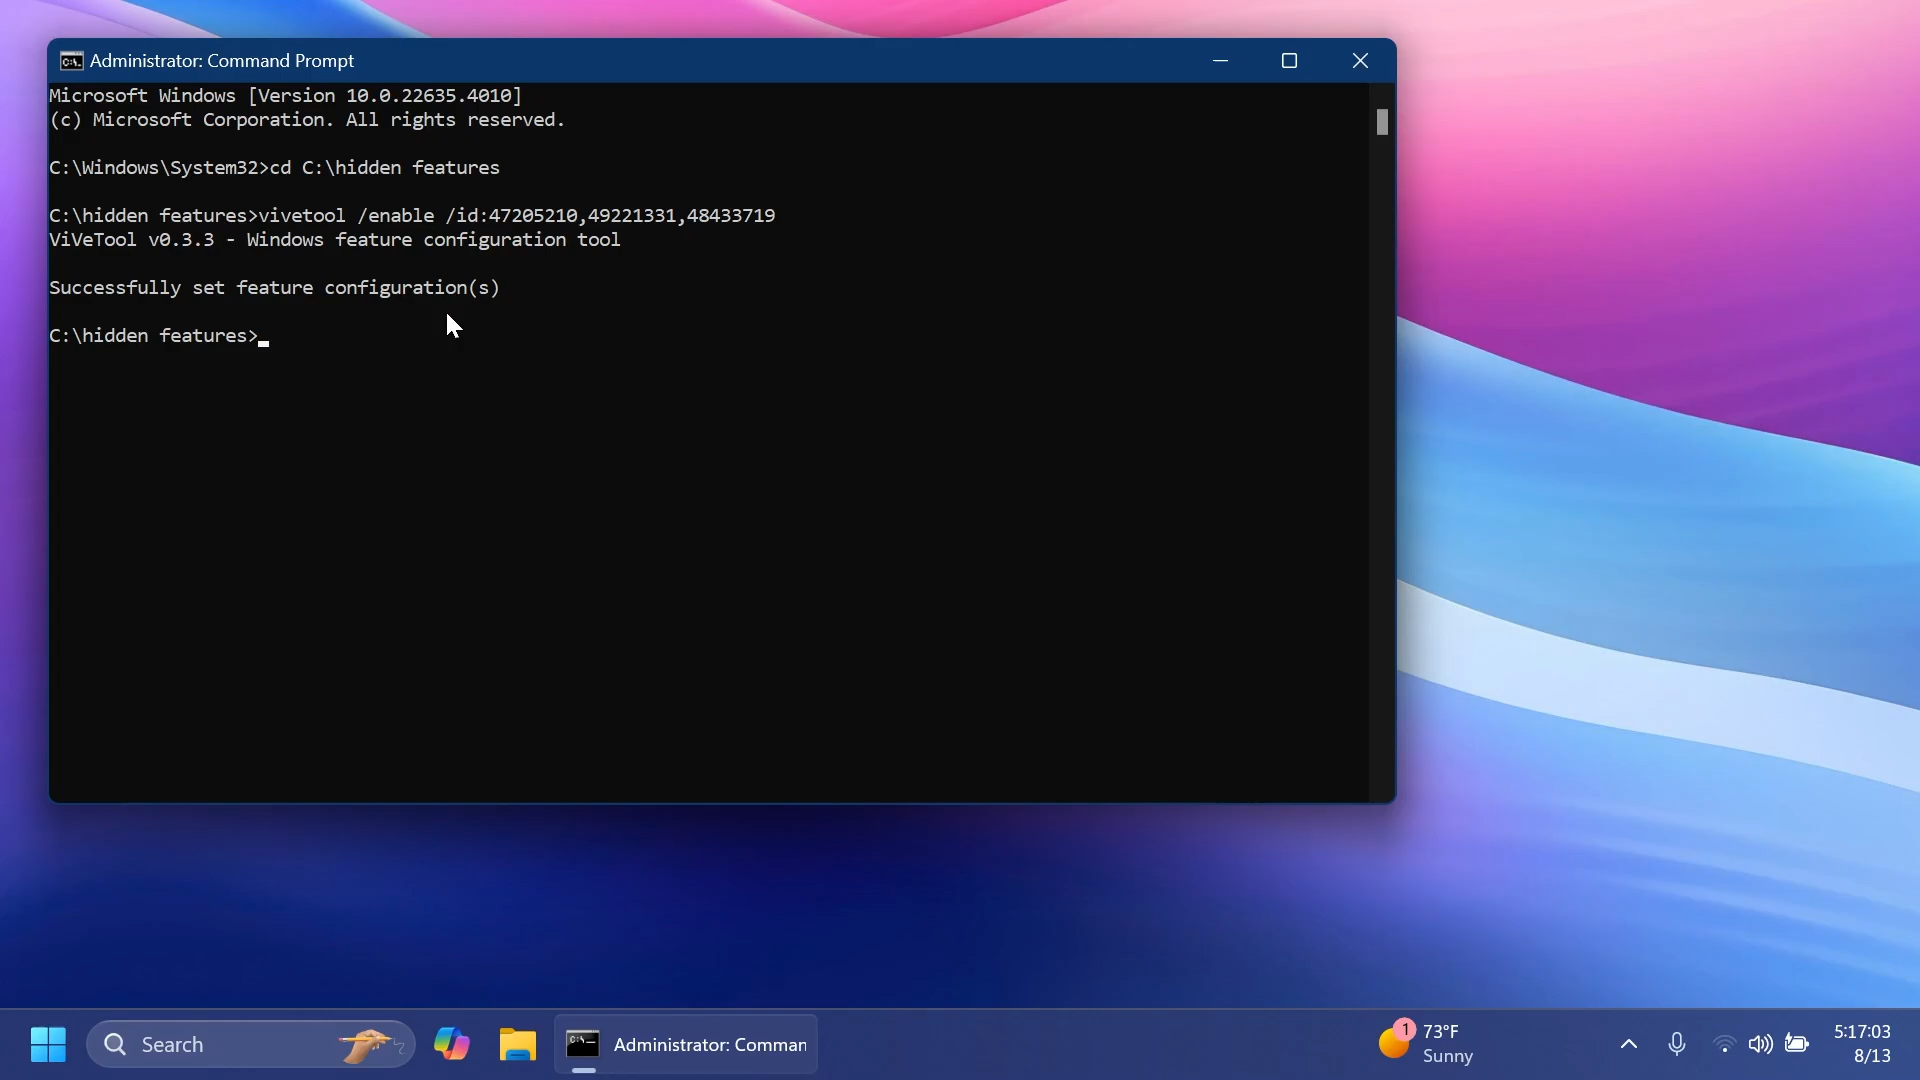 Administrator: Command Prompt
Microsoft Windows [Version 10.0.22635.4010]
(c) Microsoft Corporation. All rights reserved.
C:\Windows\System32>cd C:\hidden features
C:\hidden features>vivetool /enable /id:47205210,49221331,48433719
ViVeTool v0.3.3 - Windows feature configuration tool
Successfully set feature configuration(s)
C:\hidden features>
Search
Administrator: Comman
1
73°F
Sunny
5:17:03
8/13